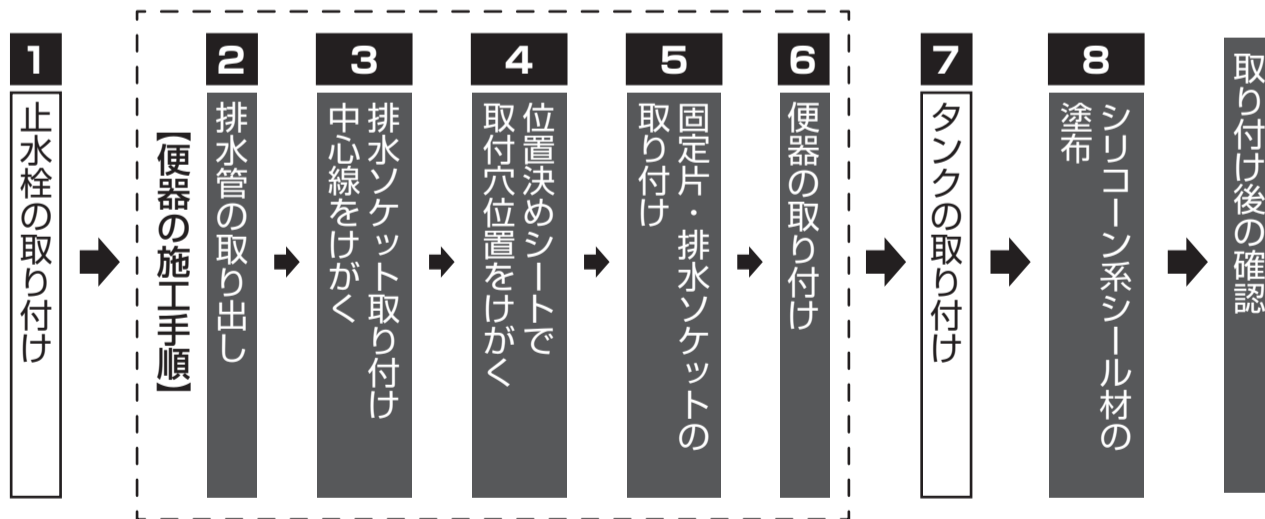 1
止水栓の取り付け
【便器の施工手順】
2
排水管の取り出し
3
排水ソケット取り付け
中心線をけがく
4
位置決めシートで
取付穴位置をけがく
5
固定片・排水ソケットの
取り付け
6
便器の取り付け
7
タンクの取り付け
8
シリコーン系シール材の
塗布
取り付け後の確認